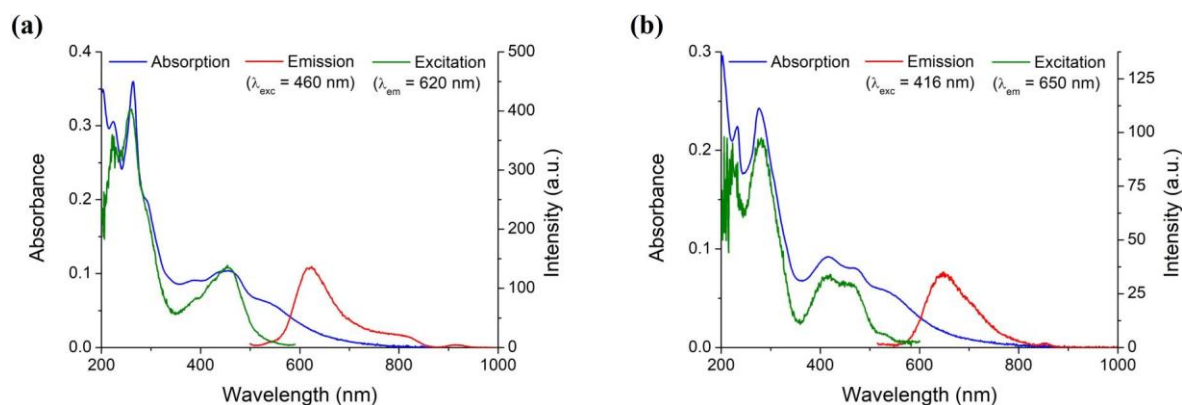 (a)
Absorption Emission Excitation
(λexc = 460 nm) (λem = 620 nm)
Absorbance
0.4
0.3
0.2
0.1
0.0
500
400
300
200
100
0
Intensity (a.u.)
200 400 600 800 1000
Wavelength (nm)
(b)
Absorption Emission Excitation
(λexc = 416 nm) (λem = 650 nm)
Absorbance
0.3
0.2
0.1
0.0
125
100
75
50
25
0
Intensity (a.u.)
200 400 600 800 1000
Wavelength (nm)